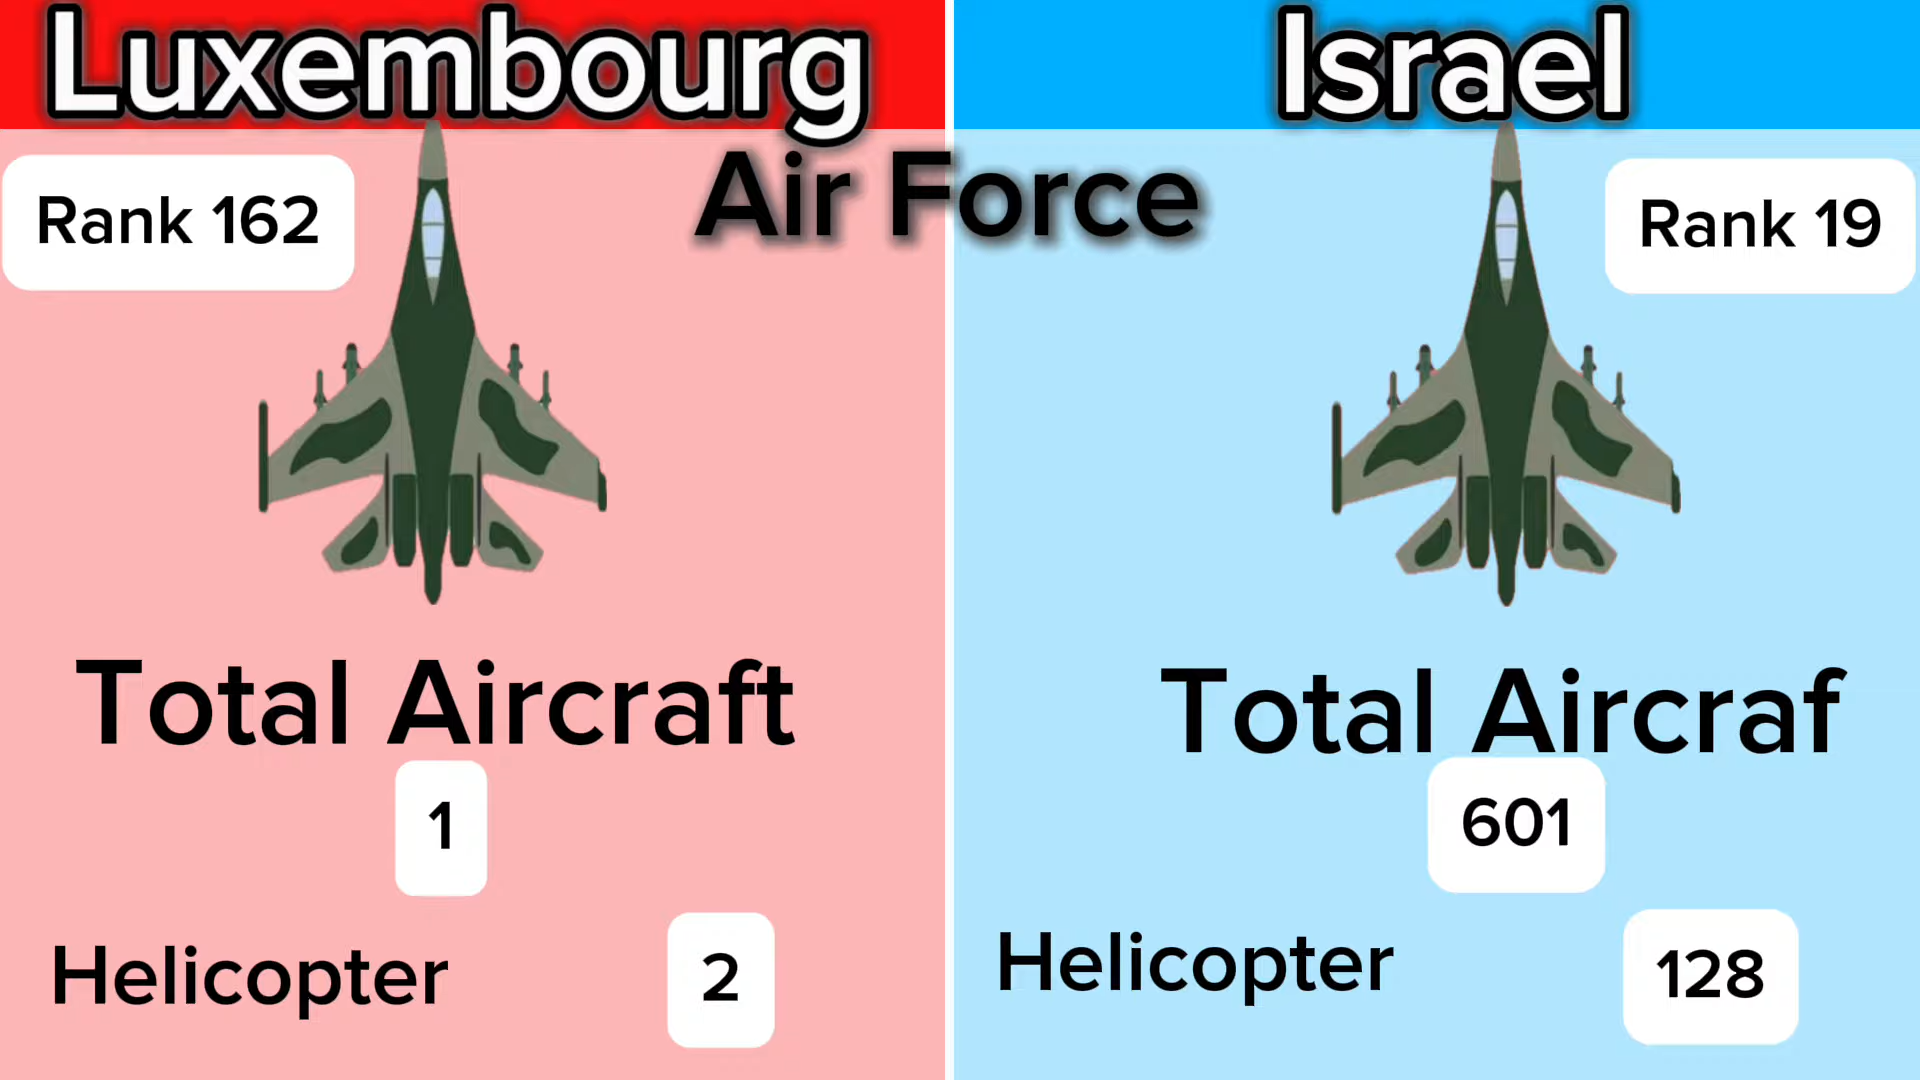 Luxembourg
Israel
Air Force
Rank 162
Rank 19
Total Aircraft
Total Aircraf
1
601
Helicopter
2
Helicopter
128